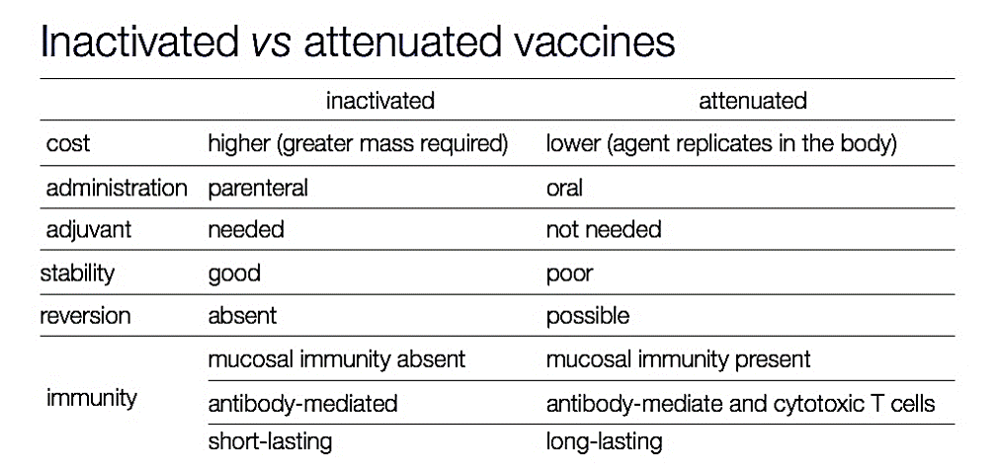 Inactivated vs attenuated vaccines
inactivated attenuated
cost higher (greater mass required) lower (agent replicates in the body)
administration parenteral oral
adjuvant needed not needed
stability good poor
reversion absent possible
mucosal immunity absent mucosal immunity present
immunity
antibody-mediated antibody-mediate and cytotoxic T cells
short-lasting long-lasting